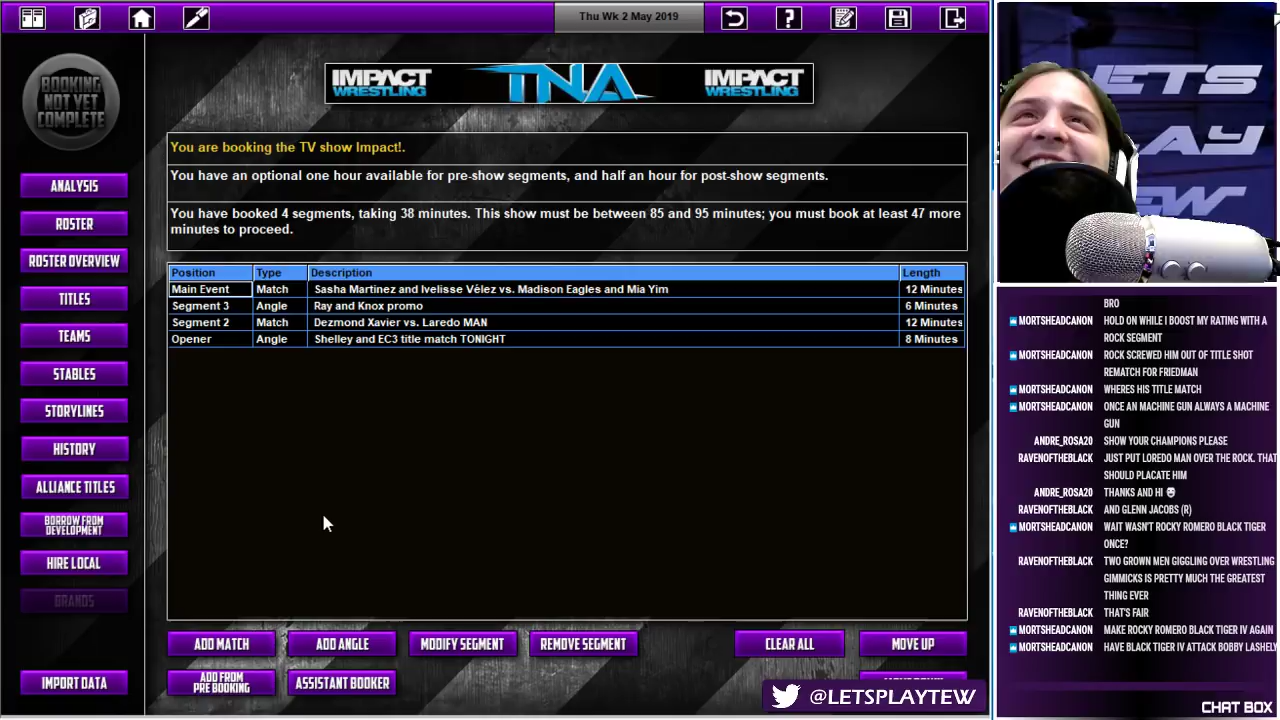 Thu Wk 2 May 2019
BOOKING
NOT YET
COMPLETE
IMPACT
WRESTLING
TNA
IMPACT
WRESTLING
You are booking the TV show Impact!.
You have an optional one hour available for pre-show segments, and half an hour for post-show segments.
You have booked 4 segments, taking 38 minutes. This show must be between 85 and 95 minutes; you must book at least 47 more
minutes to proceed.
ANALYSIS
ROSTER
ROSTER OVERVIEW
TITLES
TEAMS
STABLES
STORYLINES
HISTORY
ALLIANCE TITLES
BORROW FROM
DEVELOPMENT
HIRE LOCAL
BRANDS
IMPORT DATA
Position Type Description Length
Main Event Match Sasha Martinez and Ivelisse Vélez vs. Madison Eagles and Mia Yim 12 Minutes
Segment 3 Angle Ray and Knox promo 6 Minutes
Segment 2 Match Dezmond Xavier vs. Laredo MAN 12 Minutes
Opener Angle Shelley and EC3 title match TONIGHT 8 Minutes
ADD MATCH ADD ANGLE MODIFY SEGMENT REMOVE SEGMENT CLEAR ALL MOVE UP
ADD FROM
PRE BOOKING
ASSISTANT BOOKER
@LETSPLAYTEW
BRO
MORTSHEADCANON HOLD ON WHILE I BOOST MY RATING WITH A
ROCK SEGMENT
MORTSHEADCANON ROCK SCREWED HIM OUT OF TITLE SHOT
REMATCH FOR FRIEDMAN
MORTSHEADCANON WHERES HIS TITLE MATCH
MORTSHEADCANON ONCE AN MACHINE GUN ALWAYS A MACHINE
GUN
ANDRE_ROSA20 SHOW YOUR CHAMPIONS PLEASE
RAVENOFTHEBLACK JUST PUT LOREDO MAN OVER THE ROCK. THAT
SHOULD PLACATE HIM
ANDRE_ROSA20 THANKS AND HI
RAVENOFTHEBLACK AND GLENN JACOBS (R)
MORTSHEADCANON WAIT WASN'T ROCKY ROMERO BLACK TIGER
ONCE?
RAVENOFTHEBLACK TWO GROWN MEN GIGGLING OVER WRESTLING
GIMMICKS IS PRETTY MUCH THE GREATEST
THING EVER
RAVENOFTHEBLACK THAT'S FAIR
MORTSHEADCANON MAKE ROCKY ROMERO BLACK TIGER IV AGAIN
MORTSHEADCANON HAVE BLACK TIGER IV ATTACK BOBBY LASHELY
CHAT BOX